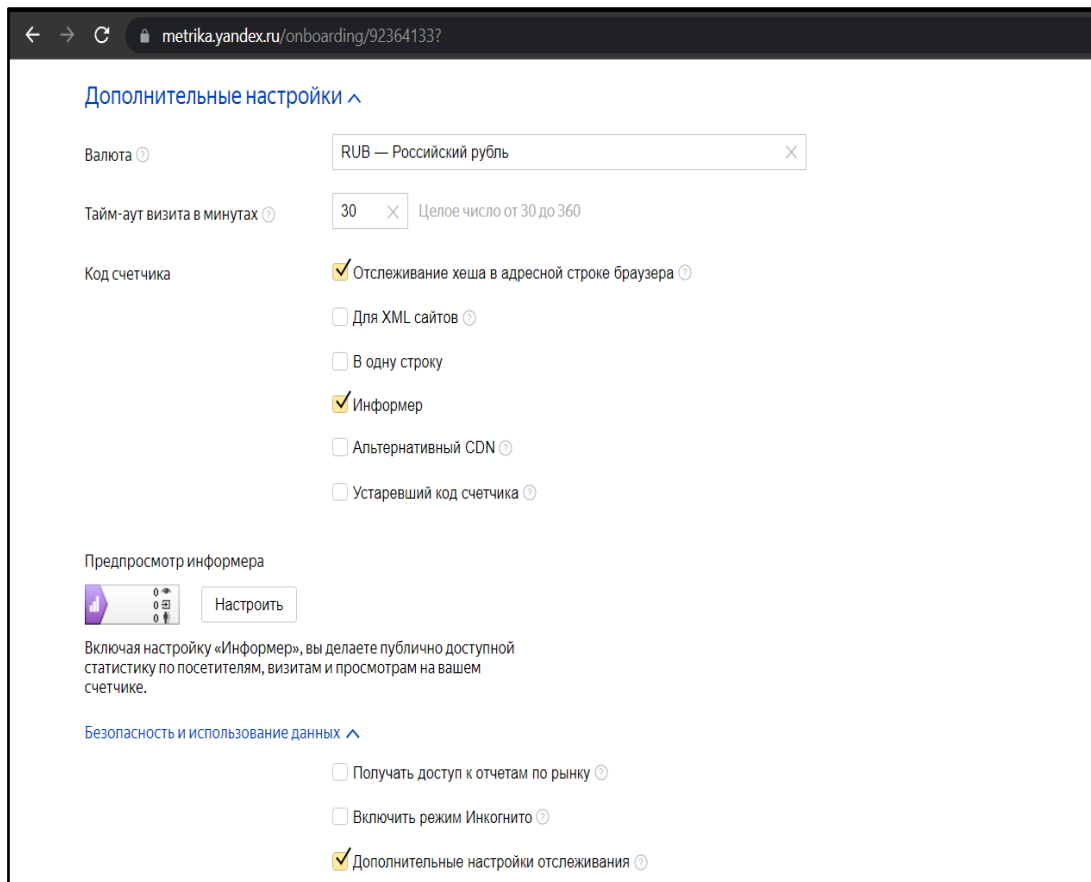 metrika.yandex.ru/onboarding/92364133?
Дополнительные настройки
Валюта ?
RUB — Российский рубль
Тайм-аут визита в минутах ?
30
Целое число от 30 до 360
Код счетчика
Отслеживание хеша в адресной строке браузера ?
Для XML сайтов ?
В одну строку
Информер
Альтернативный CDN ?
Устаревший код счетчика ?
Предпросмотр информера
0
0
0
Настроить
Включая настройку «Информер», вы делаете публично доступной
статистику по посетителям, визитам и просмотрам на вашем
счетчике.
Безопасность и использование данных
Получать доступ к отчетам по рынку ?
Включить режим Инкогнито ?
Дополнительные настройки отслеживания ?